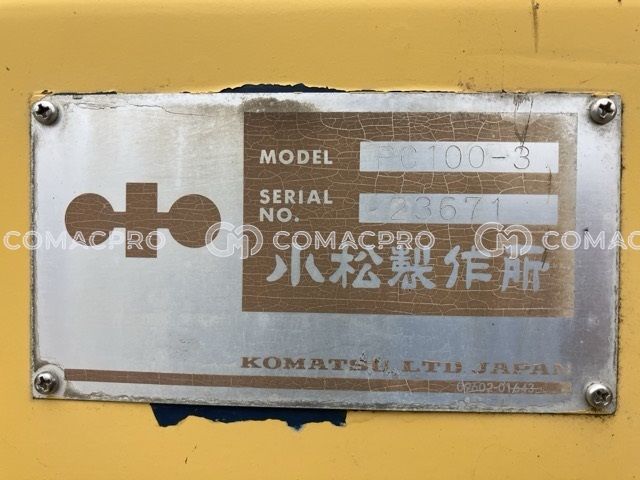 MODEL PC100-3
SERIAL NO. 23671
COMACPRO COMACPRO COMACPRO
小松製作所
KOMATSU LTD JAPAN